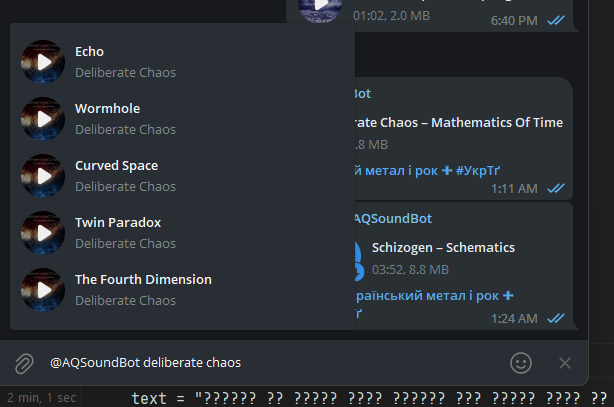 01:02, 2.0 MB
6:40 PM
Echo
Deliberate Chaos
Wormhole
Deliberate Chaos
Curved Space
Deliberate Chaos
Twin Paradox
Deliberate Chaos
The Fourth Dimension
Deliberate Chaos
Bot
rate Chaos – Mathematics Of Time
.8 MB
й метал і рок ✚ #УкрТґ
1:11 AM
AQSoundBot
Schizogen – Schematics
03:52, 8.8 MB
раїнський метал і рок ✚
ґ
1:24 AM
@AQSoundBot deliberate chaos
2 min, 1 sec
text = "?????? ?? ????? ???? ?????? ??? ????? ???? ??